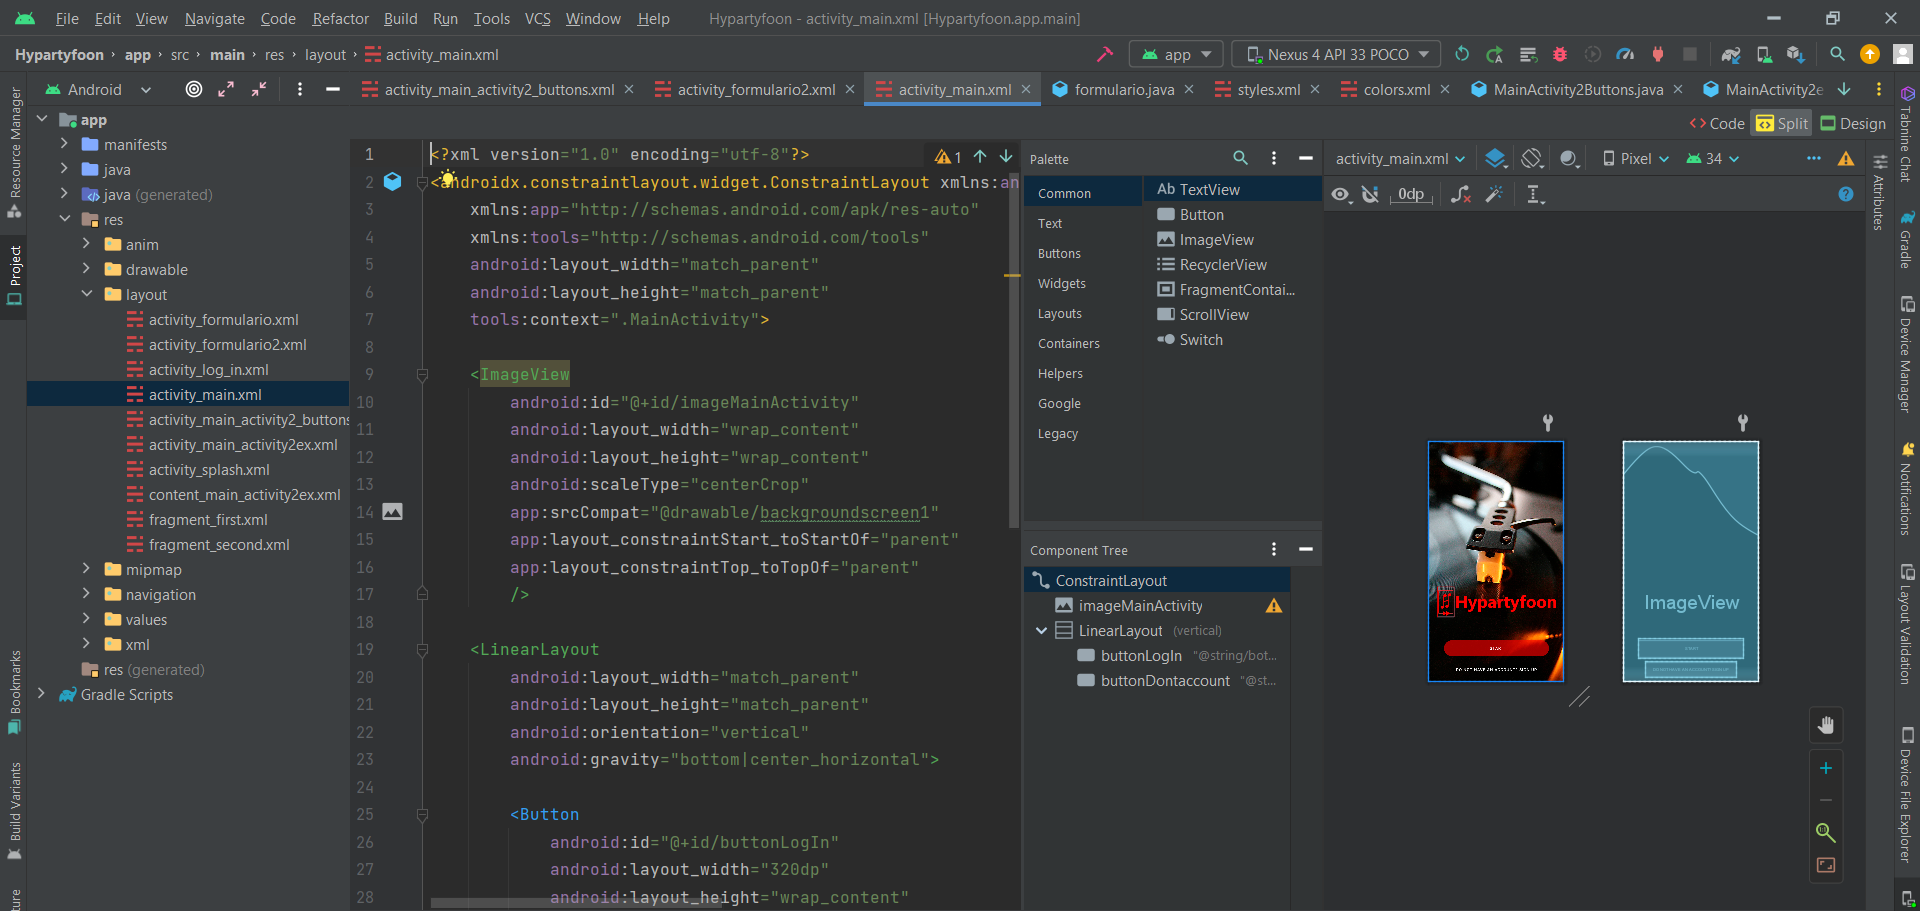 File Edit View Navigate Code Refactor Build Run Tools VCS Window Help Hypartyfoon - activity_main.xml [Hypartyfoon.app.main]
Hypartyfoon app src main res layout activity_main.xml app Nexus 4 API 33 POCO
Android activity_main_activity2_buttons.xml activity_formulario2.xml activity_main.xml formulario.java styles.xml colors.xml MainActivity2Buttons.java MainActivity2e
Code Split Design
Resource Manager
Project
Bookmarks
Build Variants
app
manifests
java
java (generated)
res
anim
drawable
layout
activity_formulario.xml
activity_formulario2.xml
activity_log_in.xml
activity_main.xml
activity_main_activity2_buttons
activity_main_activity2ex.xml
activity_splash.xml
content_main_activity2ex.xml
fragment_first.xml
fragment_second.xml
mipmap
navigation
values
xml
res (generated)
Gradle Scripts
1 <?xml version="1.0" encoding="utf-8"?> 1
2 <androidx.constraintlayout.widget.ConstraintLayout xmlns:an
3 xmlns:app="http://schemas.android.com/apk/res-auto"
4 xmlns:tools="http://schemas.android.com/tools"
5 android:layout_width="match_parent"
6 android:layout_height="match_parent"
7 tools:context=".MainActivity">
8
9 <ImageView
10 android:id="@+id/imageMainActivity"
11 android:layout_width="wrap_content"
12 android:layout_height="wrap_content"
13 android:scaleType="centerCrop"
14 app:srcCompat="@drawable/backgroundscreen1"
15 app:layout_constraintStart_toStartOf="parent"
16 app:layout_constraintTop_toTopOf="parent"
17 />
18
19 <LinearLayout
20 android:layout_width="match_parent"
21 android:layout_height="match_parent"
22 android:orientation="vertical"
23 android:gravity="bottom|center_horizontal">
24
25 <Button
26 android:id="@+id/buttonLogIn"
27 android:layout_width="320dp"
28 android:layout_height="wrap_content"
Palette
Common
Text
Buttons
Widgets
Layouts
Containers
Helpers
Google
Legacy
Ab TextView
Button
ImageView
RecyclerView
FragmentContai...
ScrollView
Switch
Component Tree
ConstraintLayout
imageMainActivity
LinearLayout (vertical)
buttonLogIn "@string/bot...
buttonDontaccount "@st...
activity_main.xml Pixel 34
0dp
Hypartyfoon
ImageView
Tabnine Chat
Attributes
Gradle
Device Manager
Notifications
Layout Validation
Device File Explorer